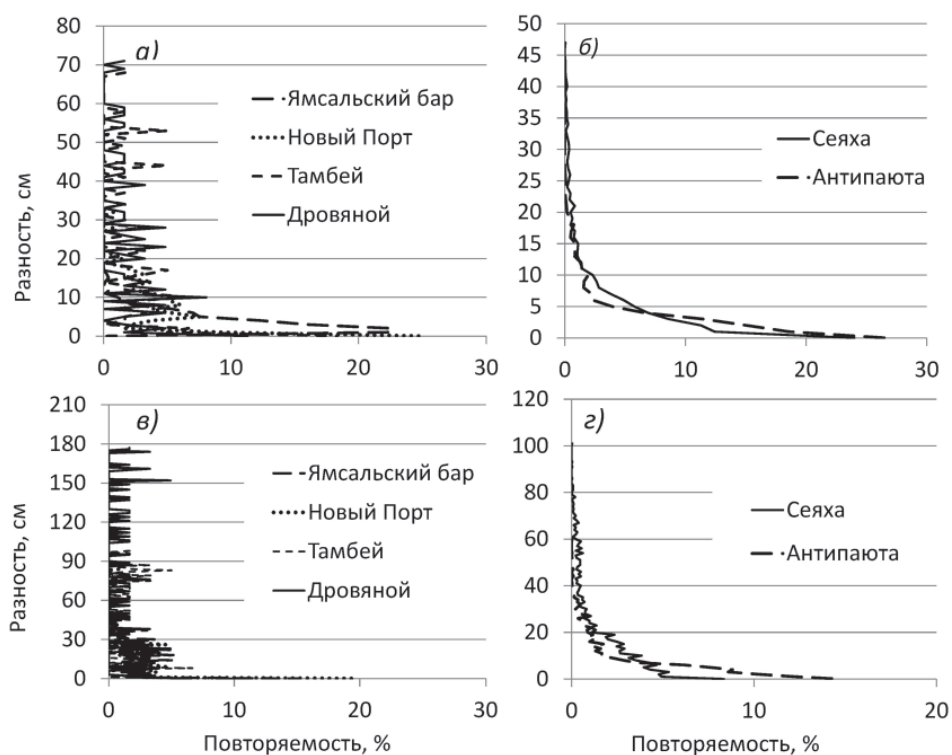 80
70
60
50
40
30
20
10
0
Разность, см
а)
Ямсальский бар
Новый Порт
Тамбей
Дровяной
0 10 20 30
50
45
40
35
30
25
20
15
10
5
0
б)
Сеяха
Антипаюта
0 10 20 30
210
180
150
120
90
60
30
0
Разность, см
в)
Ямсальский бар
Новый Порт
Тамбей
Дровяной
0 10 20 30
Повторяемость, %
120
100
80
60
40
20
0
г)
Сеяха
Антипаюта
0 10 20
Повторяемость, %